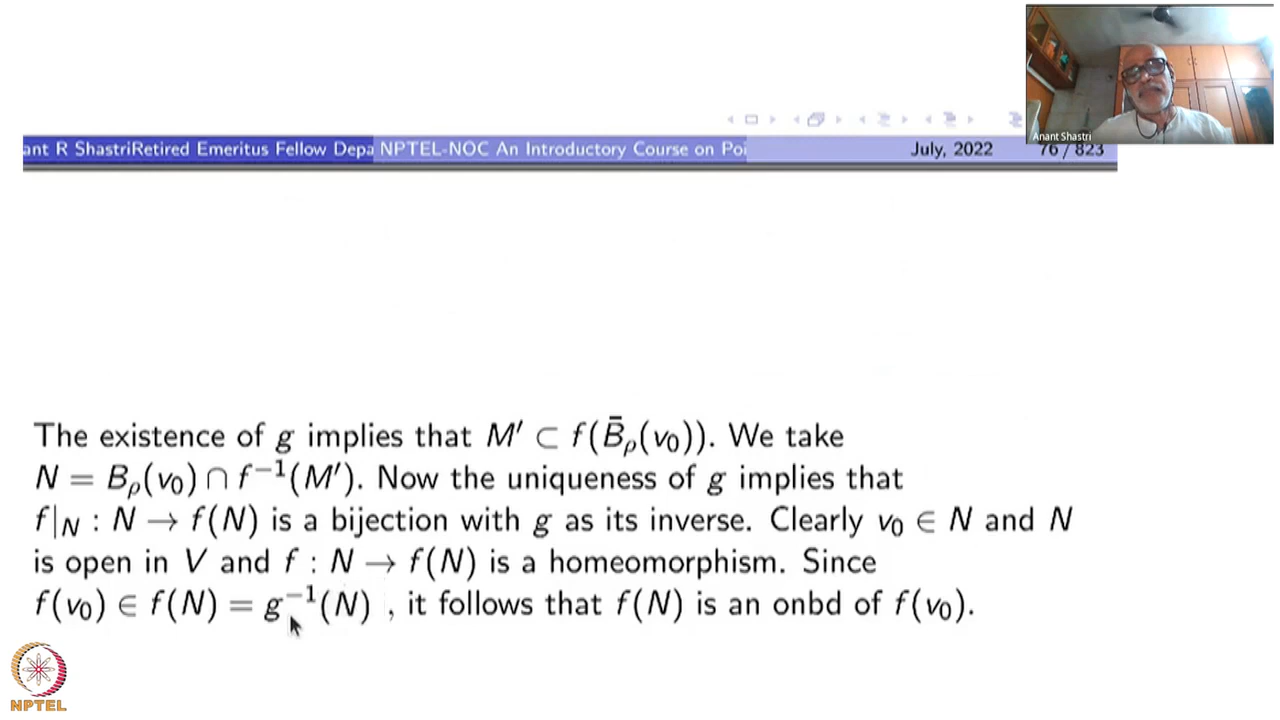 Anant Shastri
ant R ShastriRetired Emeritus Fellow Depa NPTEL-NOC An Introductory Course on Poi July, 2022 76 / 823
The existence of g implies that M′ ⊂ f(B̄ρ(v₀)). We take
N = Bρ(v₀) ∩ f⁻¹(M′). Now the uniqueness of g implies that
f|N : N → f(N) is a bijection with g as its inverse. Clearly v₀ ∈ N and N
is open in V and f : N → f(N) is a homeomorphism. Since
f(v₀) ∈ f(N) = g⁻¹(N) , it follows that f(N) is an onbd of f(v₀).
NPTEL